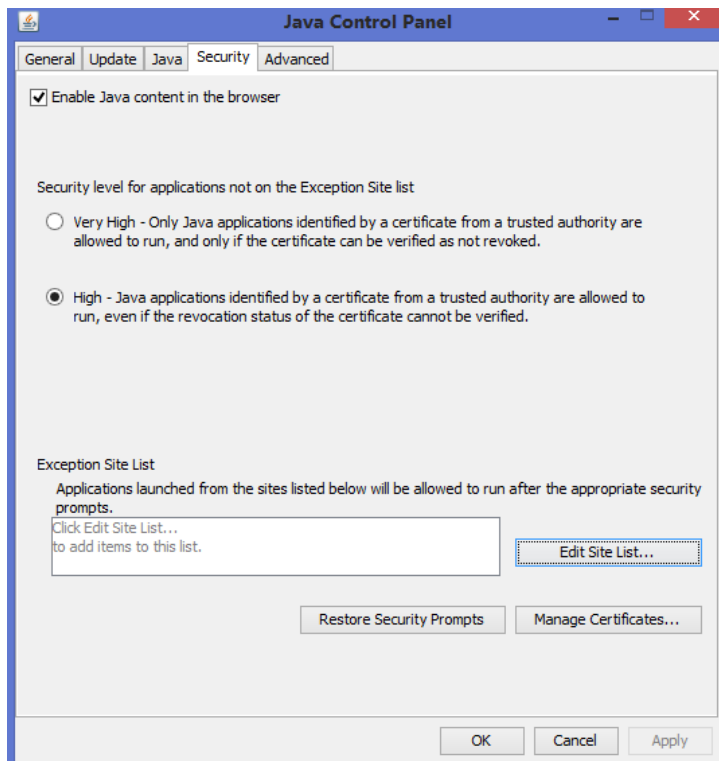 Java Control Panel
General Update Java Security Advanced
Enable Java content in the browser
Security level for applications not on the Exception Site list
Very High - Only Java applications identified by a certificate from a trusted authority are
allowed to run, and only if the certificate can be verified as not revoked.
High - Java applications identified by a certificate from a trusted authority are allowed to
run, even if the revocation status of the certificate cannot be verified.
Exception Site List
Applications launched from the sites listed below will be allowed to run after the appropriate security
prompts.
Click Edit Site List...
to add items to this list.
Edit Site List...
Restore Security Prompts Manage Certificates...
OK Cancel Apply